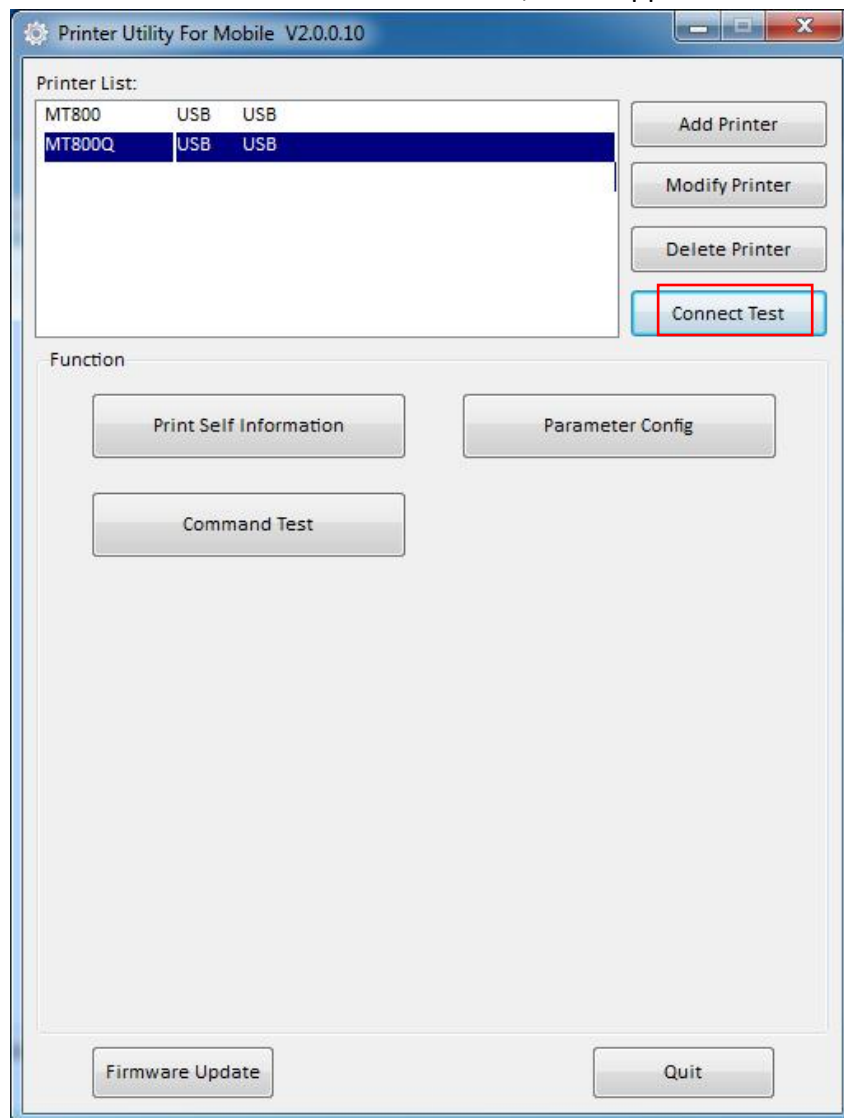 Printer Utility For Mobile V2.0.0.10
Printer List:
MT800 USB USB
MT800Q USB USB
Add Printer
Modify Printer
Delete Printer
Connect Test
Function
Print Self Information
Parameter Config
Command Test
Firmware Update
Quit